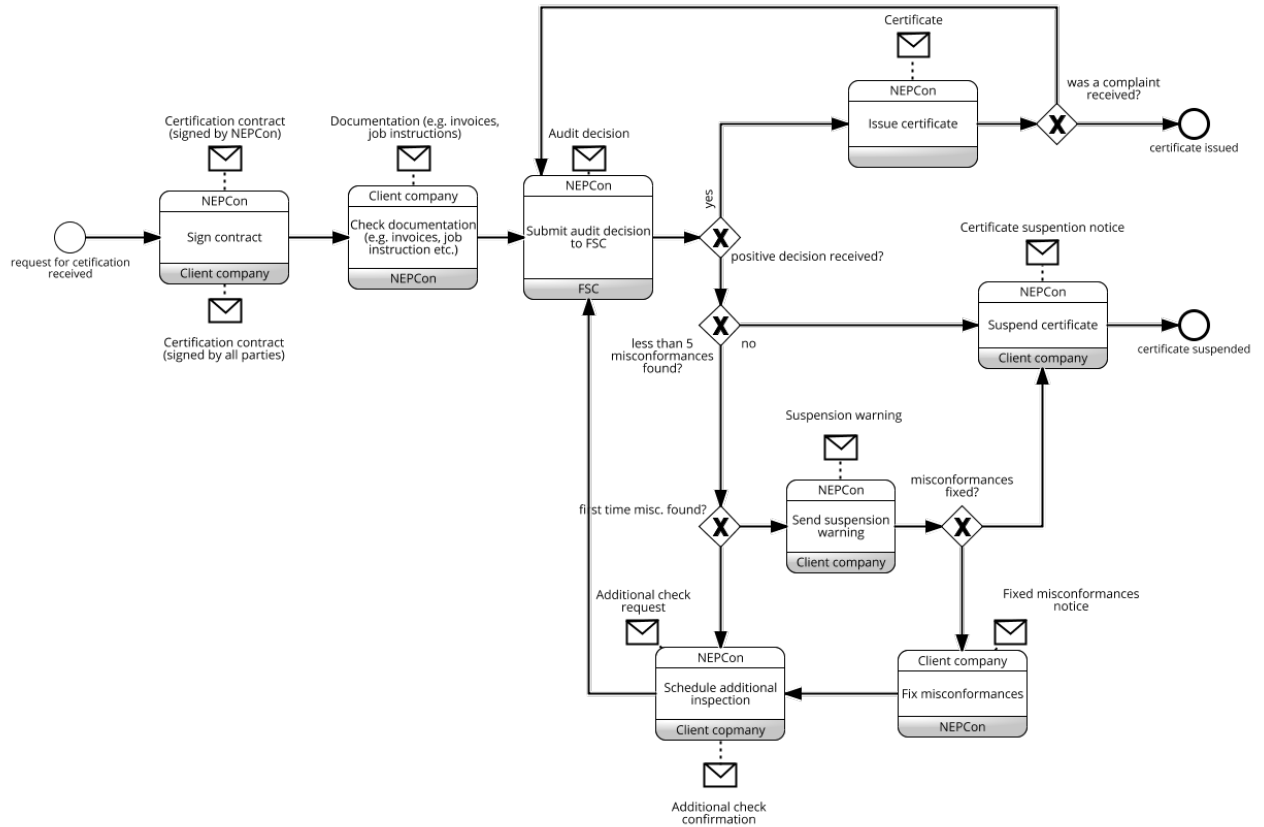 Certificate
NEPCon
Issue certificate
was a complaint
received?
certificate issued
Certification contract
(signed by NEPCon)
NEPCon
Sign contract
Client company
Certification contract
(signed by all parties)
request for cetification
received
Documentation (e.g. invoices,
job instructions)
Client company
Check documentation
(e.g. invoices, job
instruction etc.)
NEPCon
Audit decision
NEPCon
Submit audit decision
to FSC
FSC
yes
positive decision received?
less than 5
misconformances
found?
no
Certificate suspention notice
NEPCon
Suspend certificate
Client company
certificate suspended
Suspension warning
NEPCon
Send suspension
warning
Client company
misconformances
fixed?
first time misc. found?
Additional check
request
NEPCon
Schedule additional
inspection
Client copmany
Additional check
confirmation
Fixed misconformances
notice
Client company
Fix misconformances
NEPCon